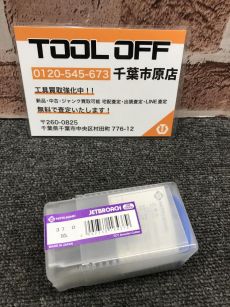 TOOL OFF
0120-545-673 千葉市原店
工具買取強化中！！
新品・中古・ジャンク買取可能 宅配査定・出張査定・LINE査定
無料で査定いたします！
〒260-0825
千葉県千葉市中央区村田町 776-12
JETBROACH
37.0